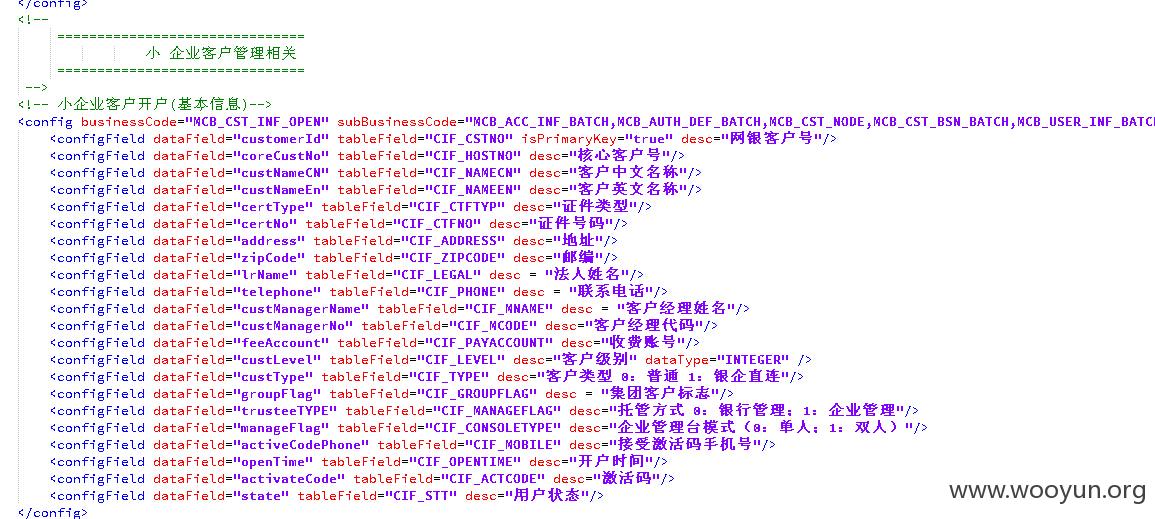 </config>
<!--
===============================
小 企业客户管理相关
===============================
-->
<!-- 小企业客户开户(基本信息)-->
<config businessCode="MCB_CST_INF_OPEN" subBusinessCode="MCB_ACC_INF_BATCH,MCB_AUTH_DEF_BATCH,MCB_CST_NODE,MCB_CST_BSN_BATCH,MCB_USER_INF_BATCH
<configField dataField="customerId" tableField="CIF_CSTNO" isPrimaryKey="true" desc="网银客户号"/>
<configField dataField="coreCustNo" tableField="CIF_HOSTNO" desc="核心客户号"/>
<configField dataField="custNameCN" tableField="CIF_NAMECN" desc="客户中文名称"/>
<configField dataField="custNameEn" tableField="CIF_NAMEEN" desc="客户英文名称"/>
<configField dataField="certType" tableField="CIF_CTFTYP" desc="证件类型"/>
<configField dataField="certNo" tableField="CIF_CTFNO" desc="证件号码"/>
<configField dataField="address" tableField="CIF_ADDRESS" desc="地址"/>
<configField dataField="zipCode" tableField="CIF_ZIPCODE" desc="邮编"/>
<configField dataField="lrName" tableField="CIF_LEGAL" desc = "法人姓名"/>
<configField dataField="telephone" tableField="CIF_PHONE" desc = "联系电话"/>
<configField dataField="custManagerName" tableField="CIF_MNAME" desc = "客户经理姓名"/>
<configField dataField="custManagerNo" tableField="CIF_MCODE" desc="客户经理代码"/>
<configField dataField="feeAccount" tableField="CIF_PAYACCOUNT" desc="收费账号"/>
<configField dataField="custLevel" tableField="CIF_LEVEL" desc="客户级别" dataType="INTEGER" />
<configField dataField="custType" tableField="CIF_TYPE" desc="客户类型 0：普通 1：银企直连"/>
<configField dataField="groupFlag" tableField="CIF_GROUPFLAG" desc = "集团客户标志"/>
<configField dataField="trusteeTYPE" tableField="CIF_MANAGEFLAG" desc="托管方式 0：银行管理；1：企业管理"/>
<configField dataField="manageFlag" tableField="CIF_CONSOLETYPE" desc="企业管理台模式（0：单人；1：双人）"/>
<configField dataField="activeCodePhone" tableField="CIF_MOBILE" desc="接受激活码手机号"/>
<configField dataField="openTime" tableField="CIF_OPENTIME" desc="开户时间"/>
<configField dataField="activateCode" tableField="CIF_ACTCODE" desc="激活码"/>
<configField dataField="state" tableField="CIF_STT" desc="用户状态"/>
</config>
www.wooyun.org